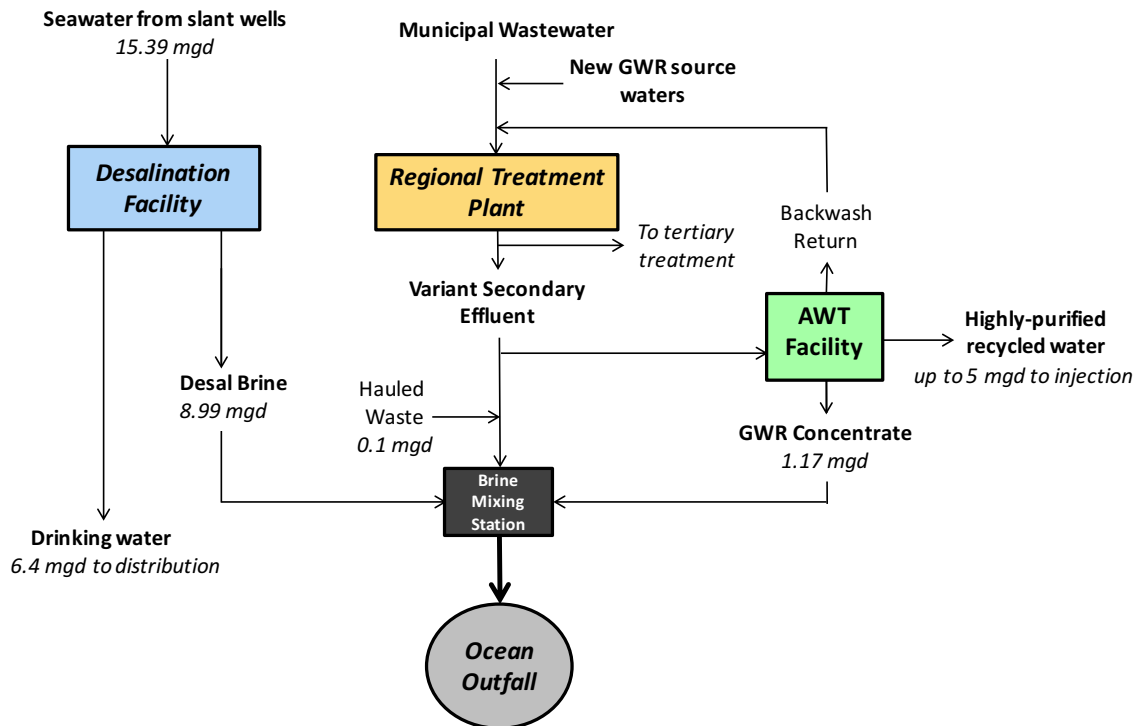 Seawater from slant wells
15.39 mgd
Municipal Wastewater
New GWR source
waters
Desalination
Facility
Regional Treatment
Plant
To tertiary
treatment
Backwash
Return
Variant Secondary
Effluent
AWT
Facility
Highly-purified
recycled water
up to 5 mgd to injection
Desal Brine
8.99 mgd
Hauled
Waste
0.1 mgd
GWR Concentrate
1.17 mgd
Brine
Mixing
Station
Drinking water
6.4 mgd to distribution
Ocean
Outfall